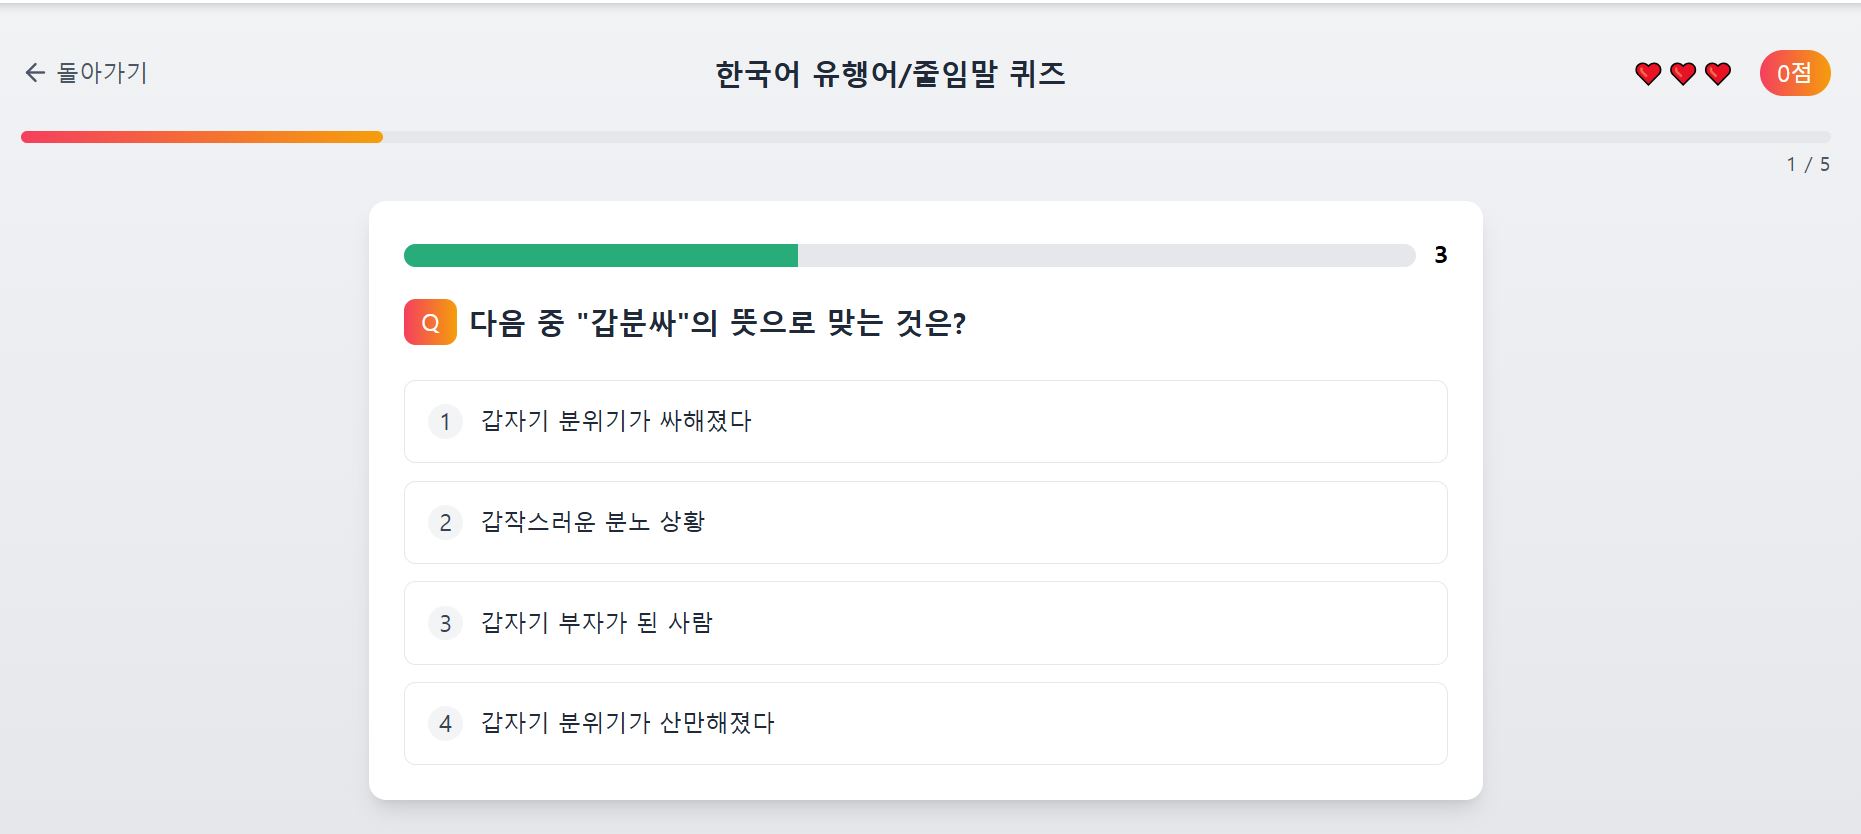 ← 돌아가기
한국어 유행어/줄임말 퀴즈
0점
1 / 5
3
Q 다음 중 "갑분싸"의 뜻으로 맞는 것은?
1 갑자기 분위기가 싸해졌다
2 갑작스러운 분노 상황
3 갑자기 부자가 된 사람
4 갑자기 분위기가 산만해졌다